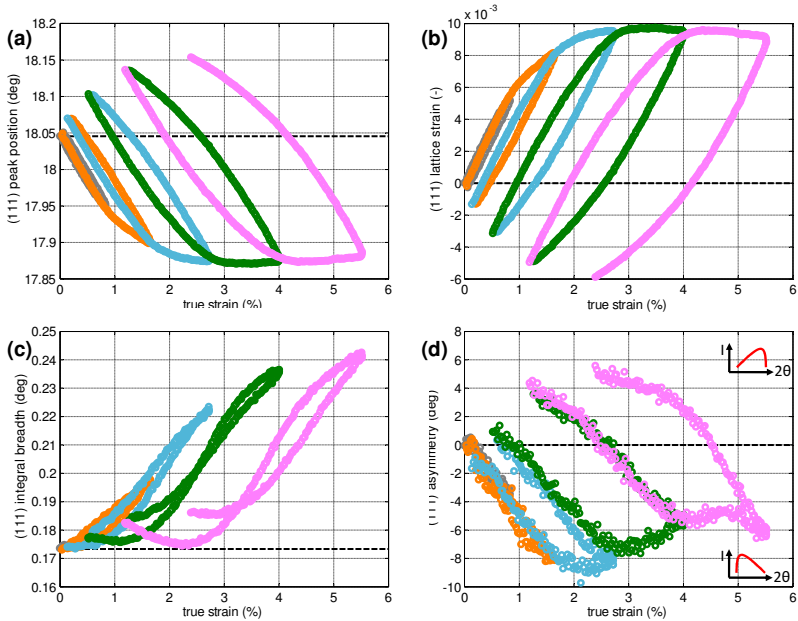 (a)
(111) peak position (deg)
18.2
18.15
18.1
18.05
18
17.95
17.9
17.85
0 1 2 3 4 5 6
true strain (%)
(b)
x 10⁻³
(111) lattice strain (-)
10
8
6
4
2
0
-2
-4
-6
0 1 2 3 4 5 6
true strain (%)
(c)
(111) integral breadth (deg)
0.25
0.24
0.23
0.22
0.21
0.2
0.19
0.18
0.17
0.16
0 1 2 3 4 5 6
true strain (%)
(d)
(111) asymmetry (deg)
8
6
4
2
0
-2
-4
-6
-8
-10
0 1 2 3 4 5 6
true strain (%)
I
2θ
I
2θ